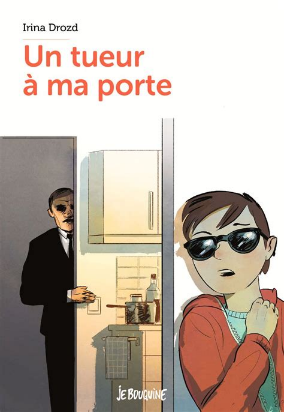 Irina Drozd
Un tueur
à ma porte
JE BOUQUINE